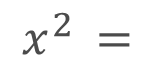 x² =